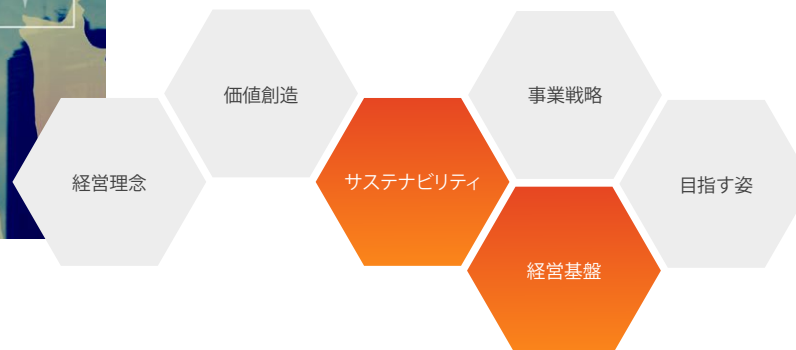 価値創造
事業戦略
経営理念
サステナビリティ
目指す姿
経営基盤